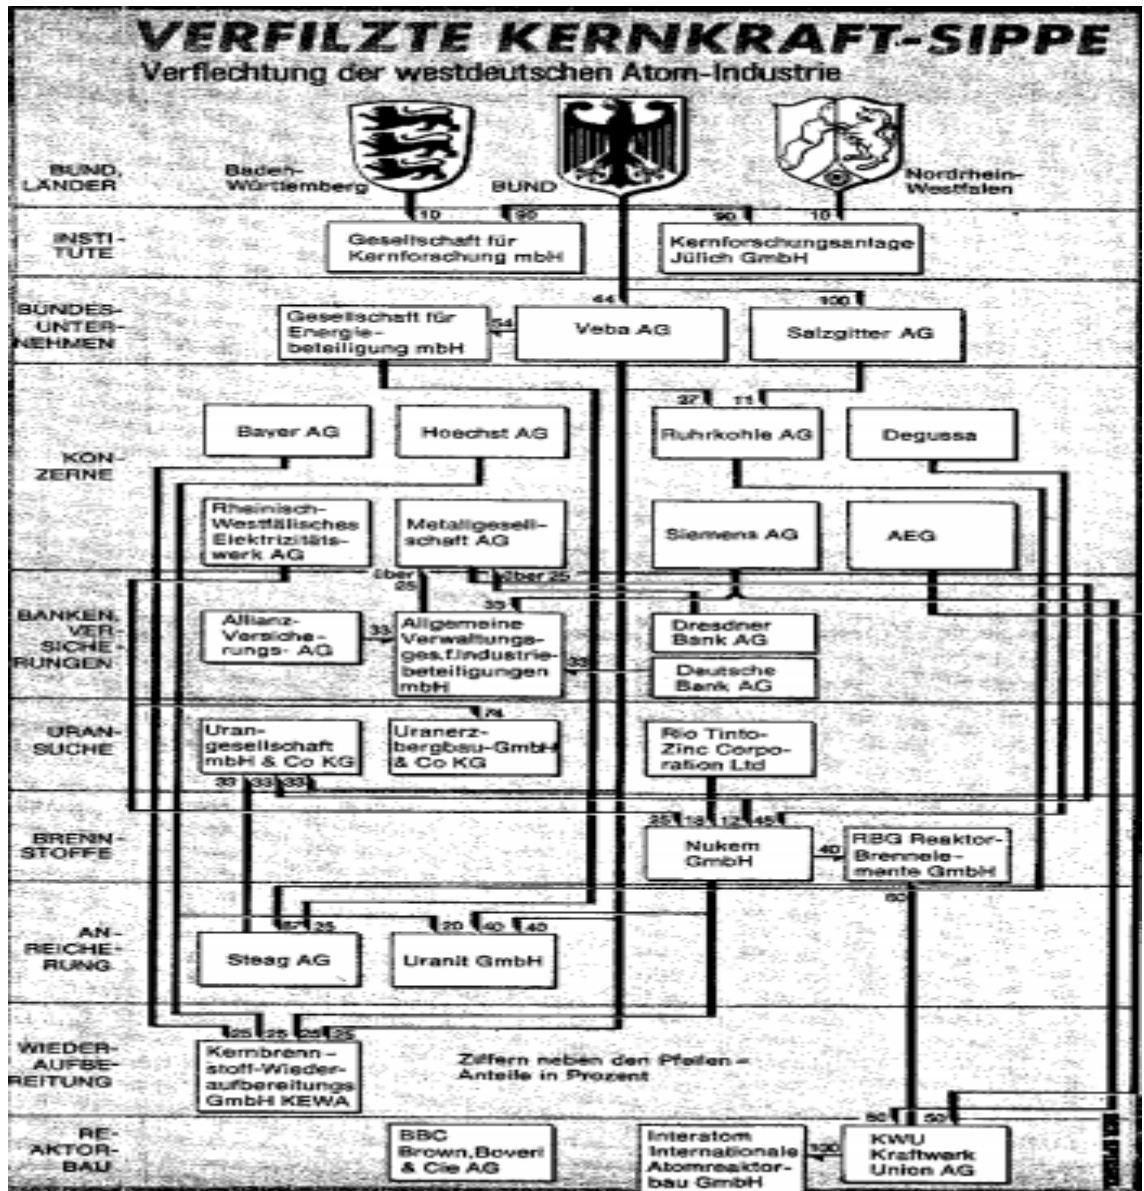 VERFILZTE KERNKRAFT-SIPPE
Verflechtung der westdeutschen Atom-Industrie
BUND,
LÄNDER
Baden-
Württemberg
BUND
Nordrhein-
Westfalen
10
90
90
10
INSTI-
TUTE
Gesellschaft für
Kernforschung mbH
Kernforschungsanlage
Jülich GmbH
44
100
BUNDES-
UNTER-
NEHMEN
Gesellschaft für
Energie-
beteiligung mbH
54
Veba AG
Salzgitter AG
37
11
KON-
ZERNE
Bayer AG
Hoechst AG
Ruhrkohle AG
Degussa
Rheinisch-
Westfälisches
Elektrizitäts-
werk AG
Metallgesell-
schaft AG
Siemens AG
AEG
über
25
über 25
35
BANKEN,
VER-
SICHE-
RUNGEN
Allianz-
Versiche-
rungs-AG
33
Allgemeine
Verwaltungs-
ges.f.Industrie-
beteiligungen
mbH
33
Dresdner
Bank AG
Deutsche
Bank AG
74
URAN-
SUCHE
Uran-
gesellschaft
mbH & Co KG
Uranerz-
bergbau-GmbH
& Co KG
Rio Tinto-
Zinc Corpo-
ration Ltd
33
33
33
35
18
12
45
BRENN-
STOFFE
Nukem
GmbH
40
RBG Reaktor-
Brennele-
mente GmbH
60
25
20
40
40
AN-
REICHE-
RUNG
Steag AG
Uranit GmbH
25
25
25
25
WIEDER-
AUFBE-
REITUNG
Kernbrenn-
stoff-Wieder-
aufbereitungs
GmbH KEWA
Ziffern neben den Pfeilen =
Anteile in Prozent
50
50
RE-
AKTOR-
BAU
BBC
Brown, Boveri
& Cie AG
Interatom
Internationale
Atomreaktor-
bau GmbH
100
KWU
Kraftwerk
Union AG
DER SPIEGEL